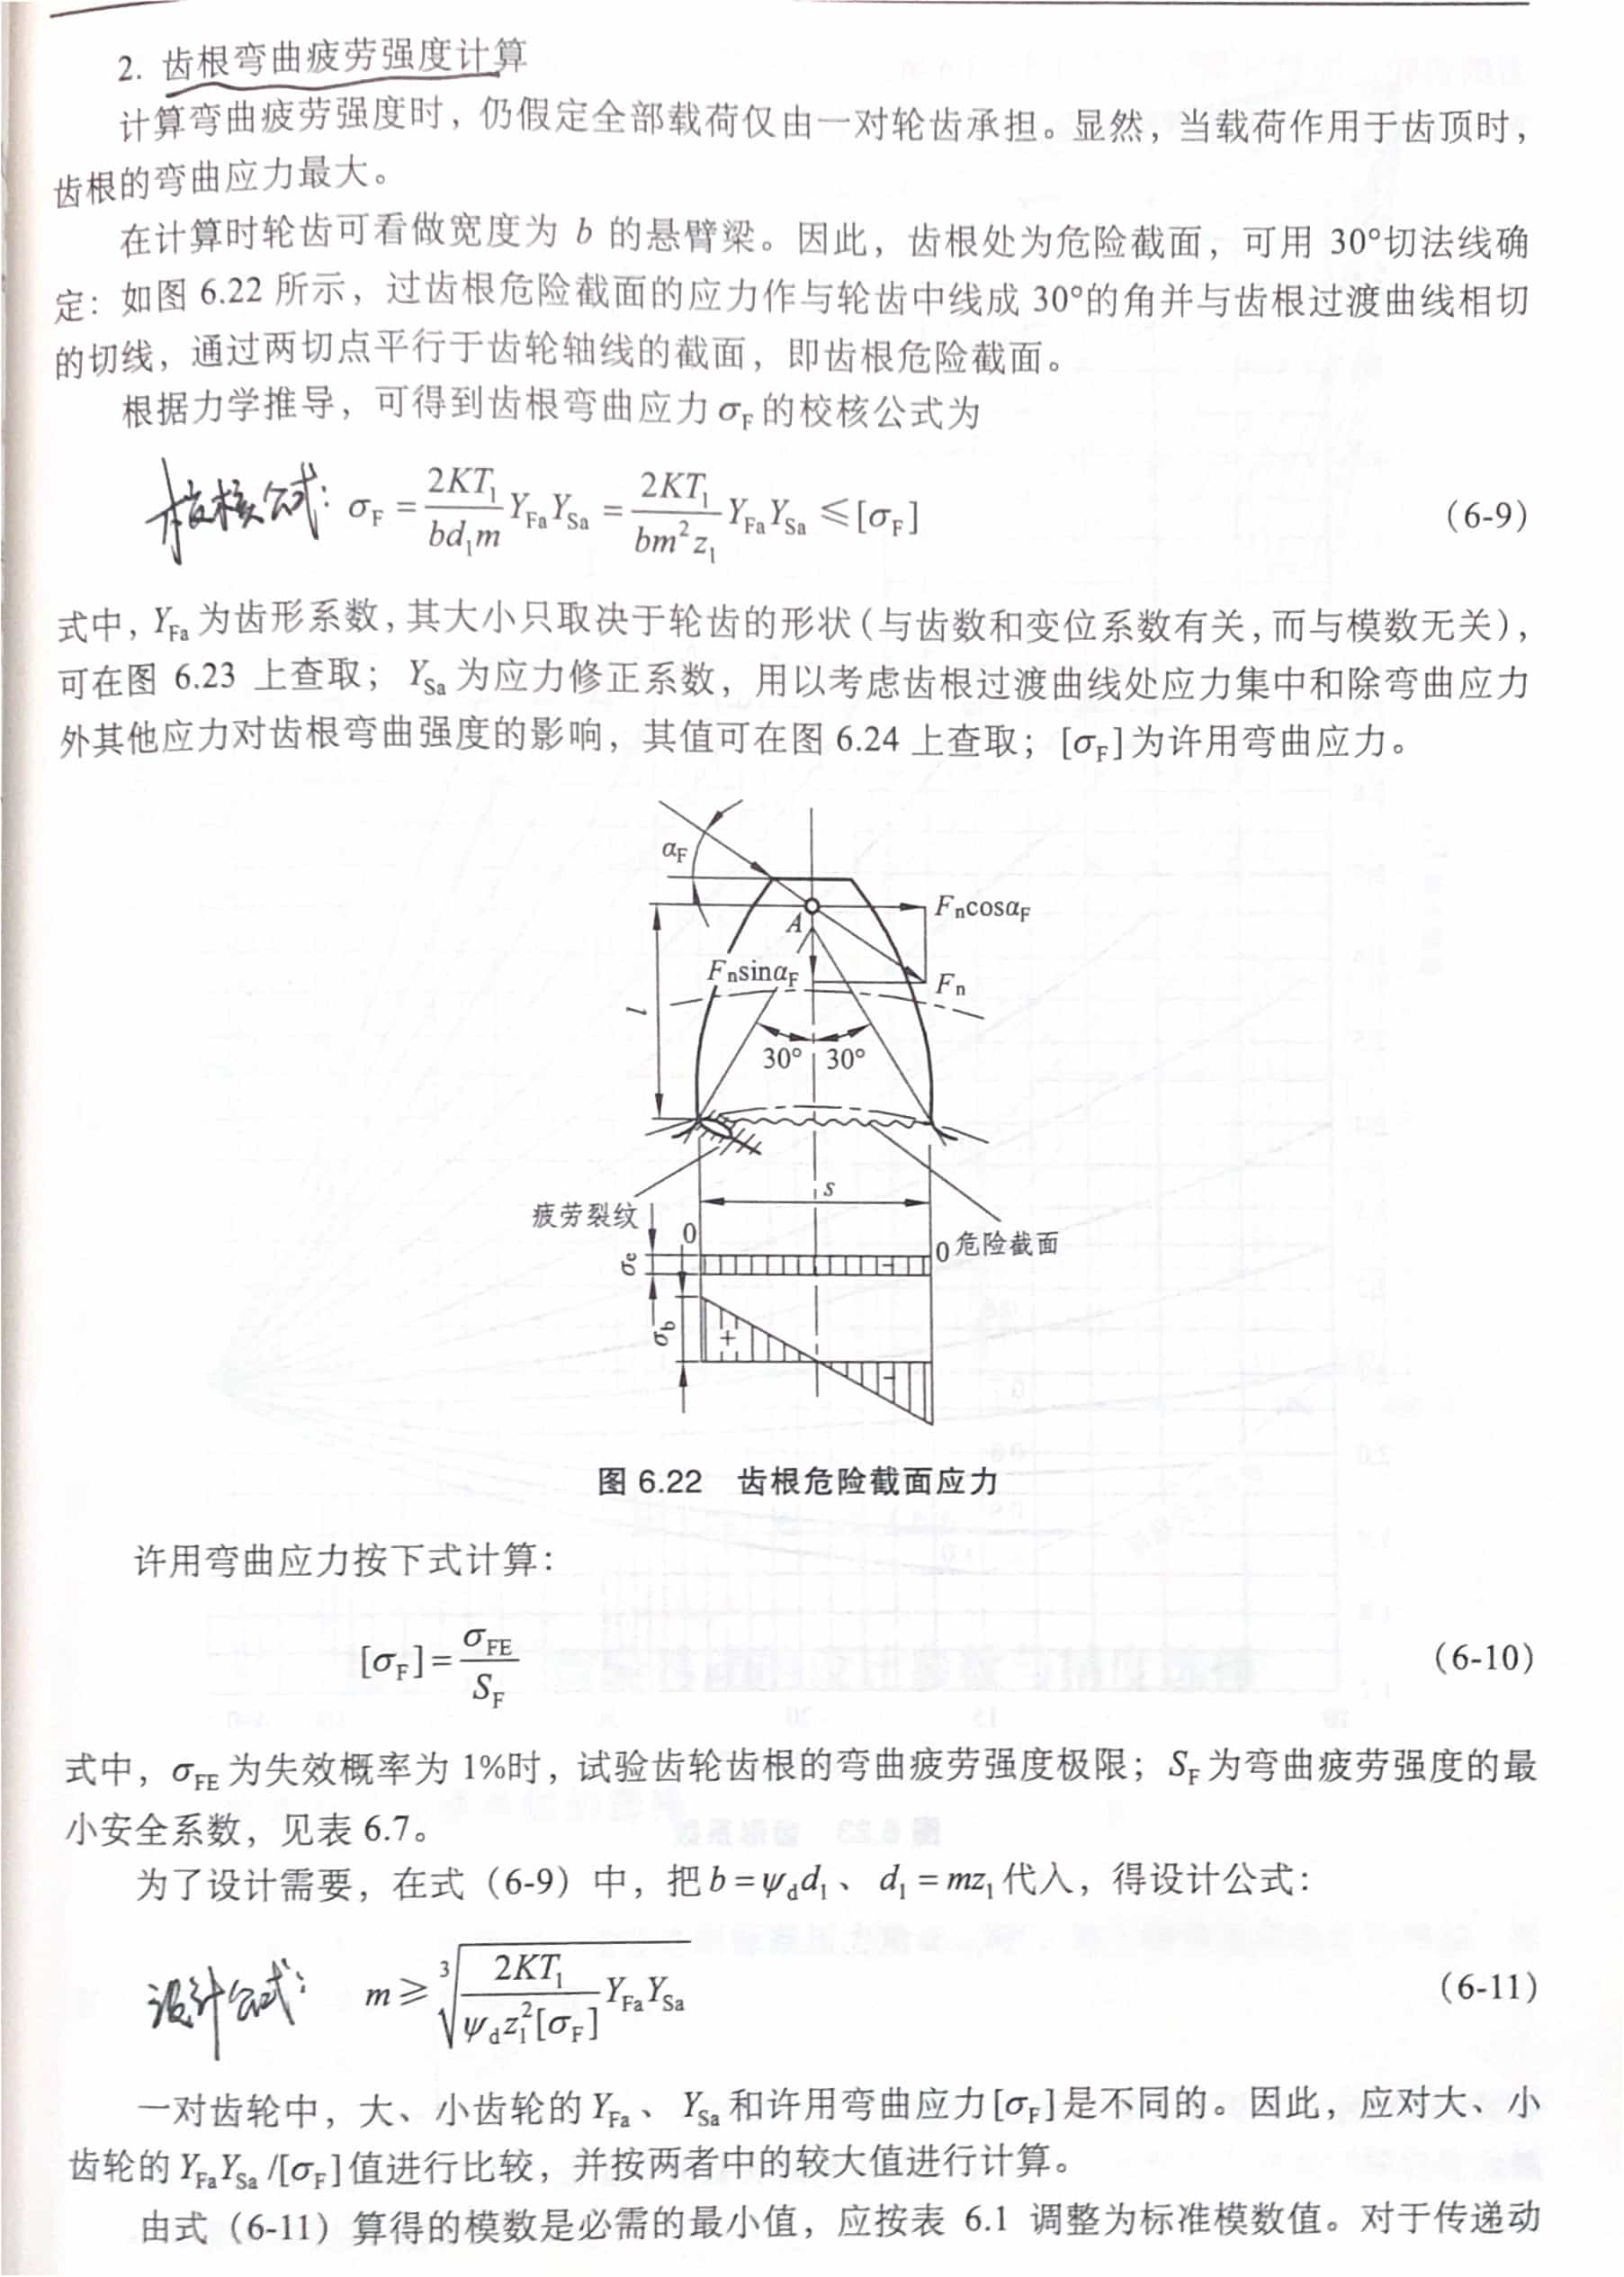 2. 齿根弯曲疲劳强度计算
计算弯曲疲劳强度时，仍假定全部载荷仅由一对轮齿承担。显然，当载荷作用于齿顶时，
齿根的弯曲应力最大。
在计算时轮齿可看做宽度为 b 的悬臂梁。因此，齿根处为危险截面，可用 30°切法线确
定：如图 6.22 所示，过齿根危险截面的应力作与轮齿中线成 30°的角并与齿根过渡曲线相切
的切线，通过两切点平行于齿轮轴线的截面，即齿根危险截面。
根据力学推导，可得到齿根弯曲应力 σ_F 的校核公式为
校核公式: σ_F = \frac{2KT_1}{bd_1m} Y_{Fa}Y_{Sa} = \frac{2KT_1}{bm^2z_1} Y_{Fa}Y_{Sa} ≤ [σ_F] (6-9)
式中，Y_{Fa} 为齿形系数，其大小只取决于轮齿的形状（与齿数和变位系数有关，而与模数无关），
可在图 6.23 上查取；Y_{Sa} 为应力修正系数，用以考虑齿根过渡曲线处应力集中和除弯曲应力
外其他应力对齿根弯曲强度的影响，其值可在图 6.24 上查取；[σ_F] 为许用弯曲应力。
α_F
F_n cosα_F
A
F_n sinα_F
F_n
l
30° 30°
s
疲劳裂纹
0
0 危险截面
σ_e
-
σ_b
+
-
图 6.22 齿根危险截面应力
许用弯曲应力按下式计算：
[σ_F] = \frac{σ_{FE}}{S_F} (6-10)
式中，σ_{FE} 为失效概率为 1%时，试验齿轮齿根的弯曲疲劳强度极限；S_F 为弯曲疲劳强度的最
小安全系数，见表 6.7。
为了设计需要，在式（6-9）中，把 b = ψ_d d_1、d_1 = mz_1 代入，得设计公式：
设计公式: m ≥ \sqrt[3]{\frac{2KT_1}{ψ_d z_1^2 [σ_F]} Y_{Fa}Y_{Sa}} (6-11)
一对齿轮中，大、小齿轮的 Y_{Fa}、Y_{Sa} 和许用弯曲应力[σ_F]是不同的。因此，应对大、小
齿轮的 Y_{Fa}Y_{Sa}/[σ_F] 值进行比较，并按两者中的较大值进行计算。
由式（6-11）算得的模数是必需的最小值，应按表 6.1 调整为标准模数值。对于传递动